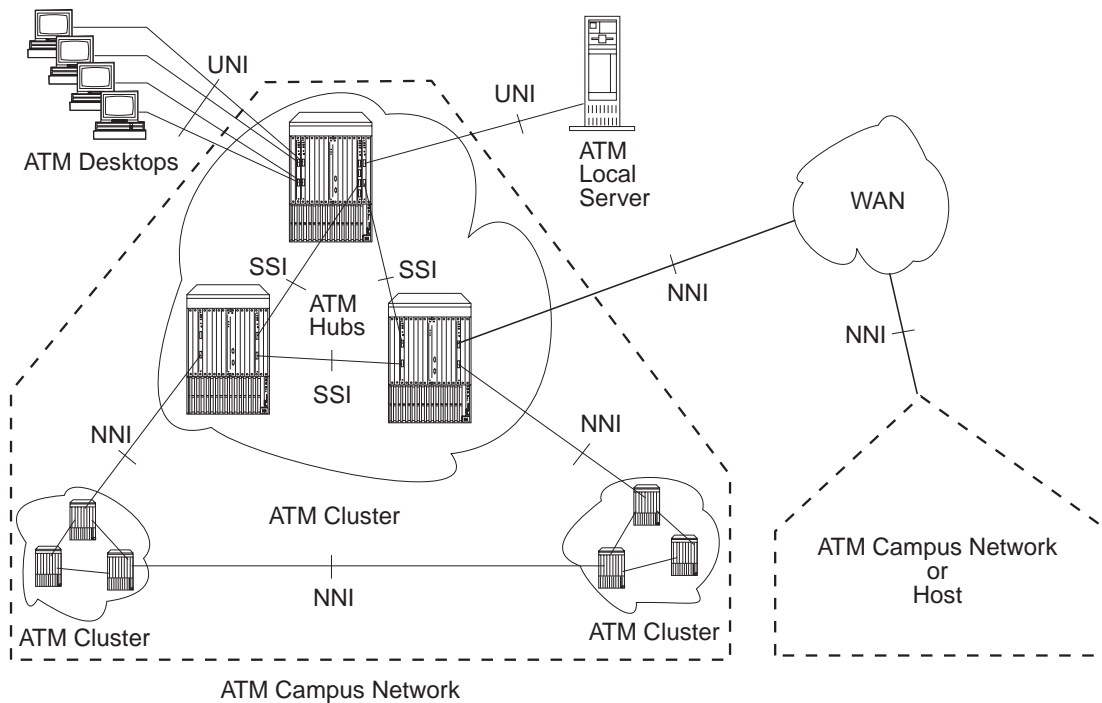 UNI
UNI
ATM Desktops
ATM
Local
Server
WAN
SSI
SSI
ATM
Hubs
NNI
NNI
SSI
NNI
NNI
ATM Cluster
ATM Campus Network
or
Host
NNI
ATM Cluster
ATM Cluster
ATM Campus Network